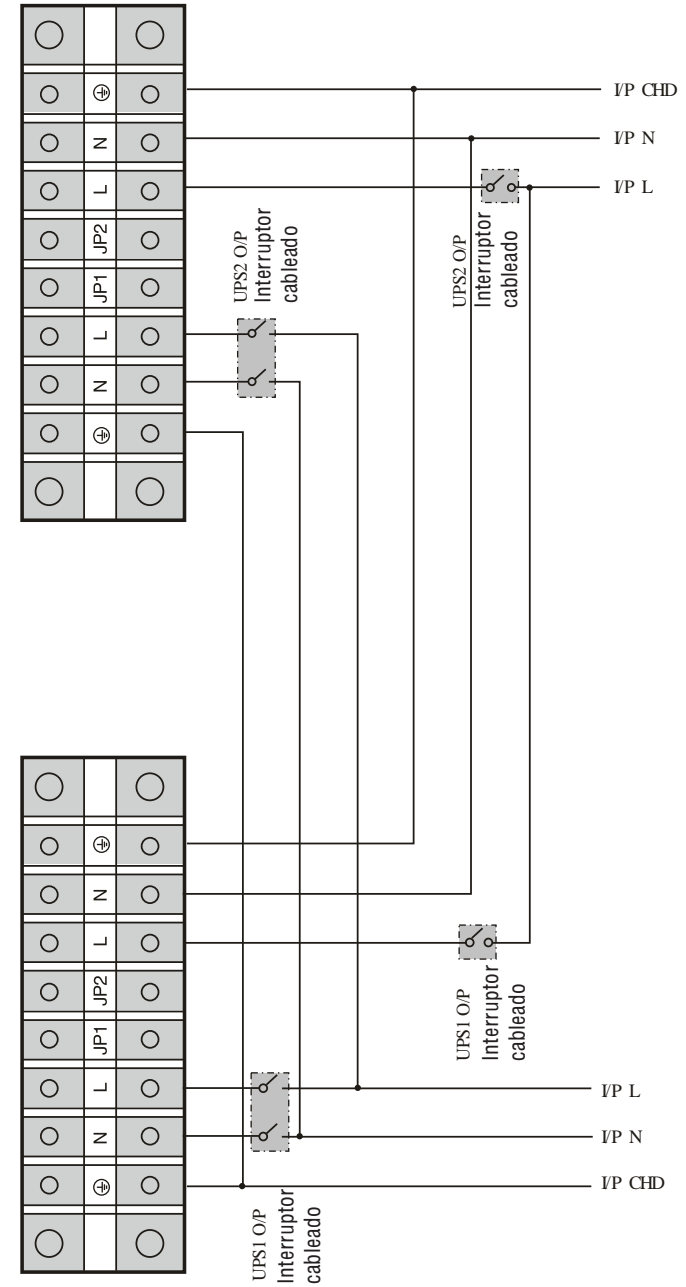 ⏚
N
L
JP2
JP1
L
N
⏚
I/P CHD
I/P N
I/P L
UPS2 O/P
Interruptor
cableado
UPS2 O/P
Interruptor
cableado
⏚
N
L
JP2
JP1
L
N
⏚
UPS1 O/P
Interruptor
cableado
I/P L
I/P N
I/P CHD
UPS1 O/P
Interruptor
cableado